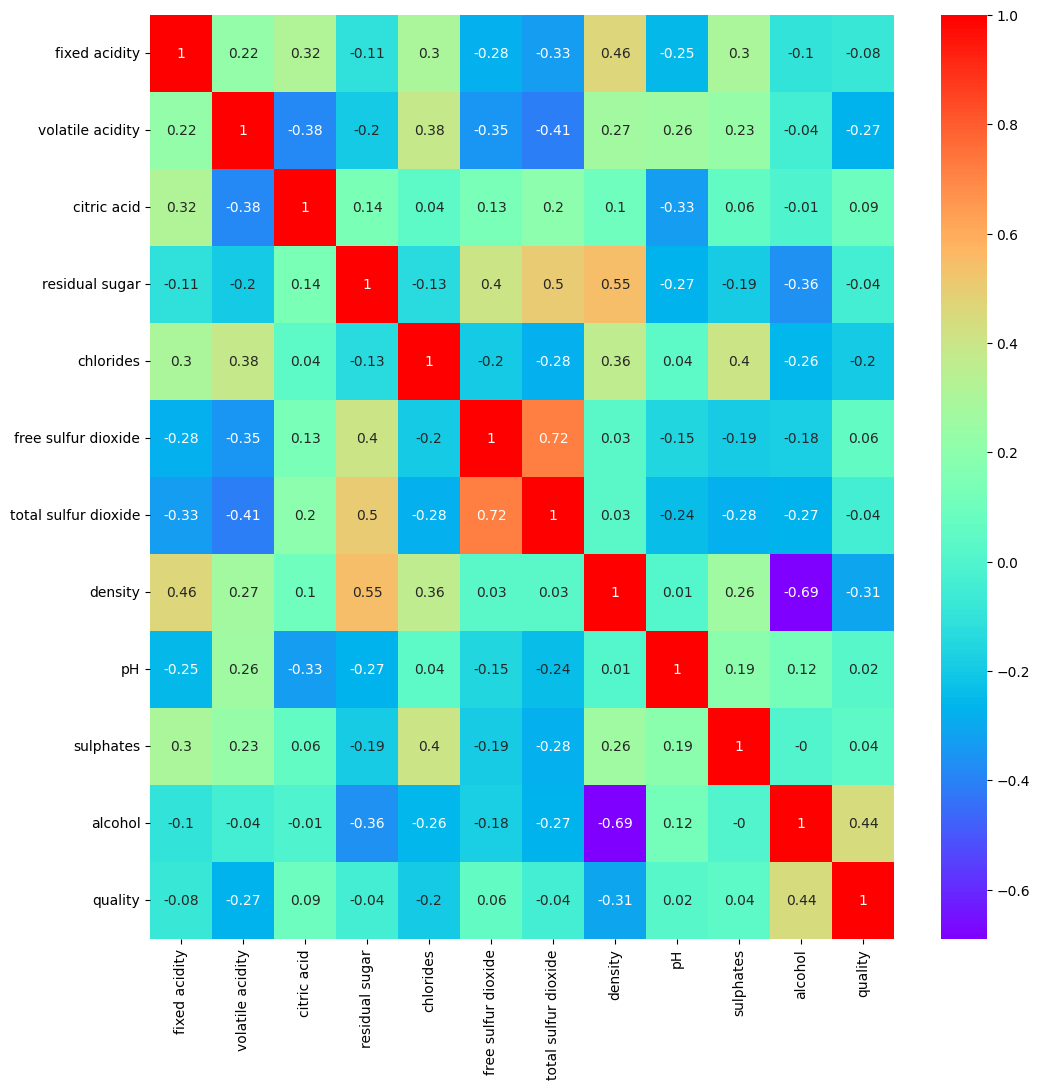 fixed acidity 1 0.22 0.32 -0.11 0.3 -0.28 -0.33 0.46 -0.25 0.3 -0.1 -0.08
volatile acidity 0.22 1 -0.38 -0.2 0.38 -0.35 -0.41 0.27 0.26 0.23 -0.04 -0.27
citric acid 0.32 -0.38 1 0.14 0.04 0.13 0.2 0.1 -0.33 0.06 -0.01 0.09
residual sugar -0.11 -0.2 0.14 1 -0.13 0.4 0.5 0.55 -0.27 -0.19 -0.36 -0.04
chlorides 0.3 0.38 0.04 -0.13 1 -0.2 -0.28 0.36 0.04 0.4 -0.26 -0.2
free sulfur dioxide -0.28 -0.35 0.13 0.4 -0.2 1 0.72 0.03 -0.15 -0.19 -0.18 0.06
total sulfur dioxide -0.33 -0.41 0.2 0.5 -0.28 0.72 1 0.03 -0.24 -0.28 -0.27 -0.04
density 0.46 0.27 0.1 0.55 0.36 0.03 0.03 1 0.01 0.26 -0.69 -0.31
pH -0.25 0.26 -0.33 -0.27 0.04 -0.15 -0.24 0.01 1 0.19 0.12 0.02
sulphates 0.3 0.23 0.06 -0.19 0.4 -0.19 -0.28 0.26 0.19 1 -0 0.04
alcohol -0.1 -0.04 -0.01 -0.36 -0.26 -0.18 -0.27 -0.69 0.12 -0 1 0.44
quality -0.08 -0.27 0.09 -0.04 -0.2 0.06 -0.04 -0.31 0.02 0.04 0.44 1
fixed acidity
volatile acidity
citric acid
residual sugar
chlorides
free sulfur dioxide
total sulfur dioxide
density
pH
sulphates
alcohol
quality
1.0
0.8
0.6
0.4
0.2
0.0
−0.2
−0.4
−0.6